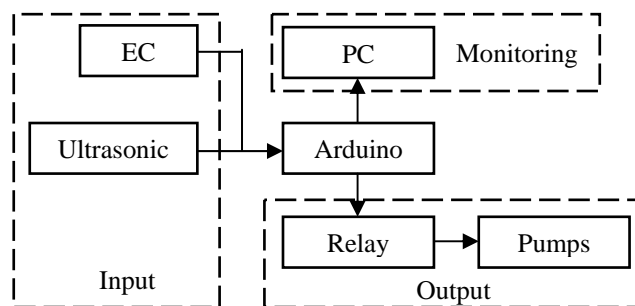 EC
PC
Monitoring
Ultrasonic
Arduino
Relay
Pumps
Input
Output